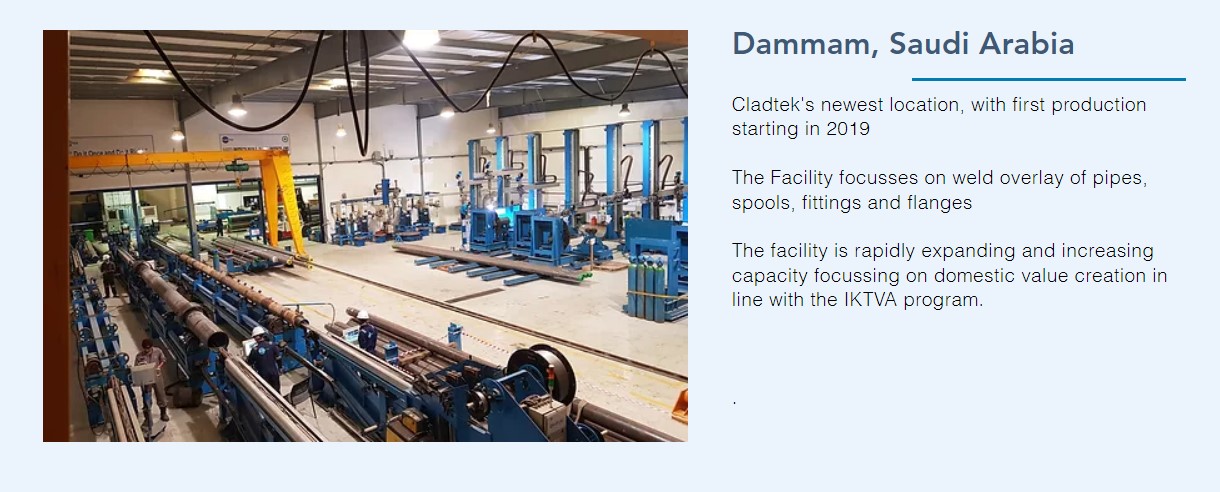 Dammam, Saudi Arabia
Cladtek's newest location, with first production
starting in 2019
The Facility focusses on weld overlay of pipes,
spools, fittings and flanges
The facility is rapidly expanding and increasing
capacity focussing on domestic value creation in
line with the IKTVA program.
.